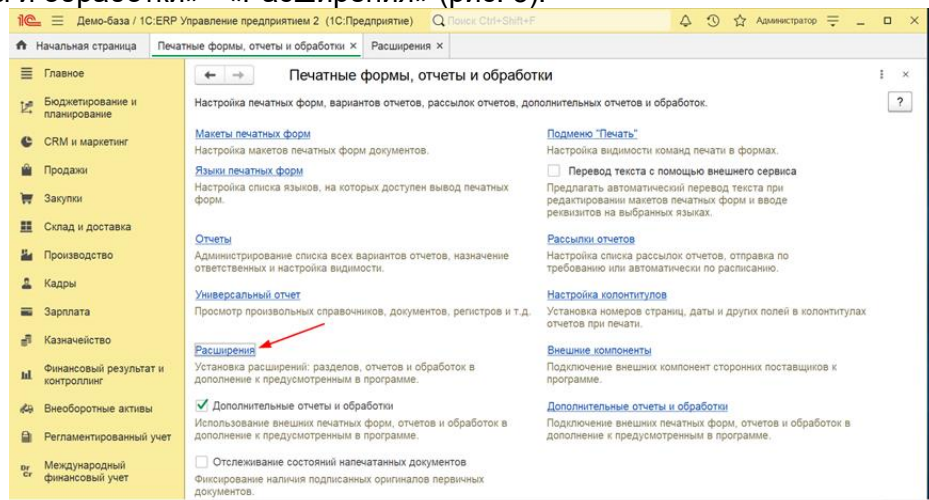 и обработки» – «Расширения» (рис. 6).
Демо-база / 1С:ERP Управление предприятием 2 (1С:Предприятие)
Поиск Ctrl+Shift+F
Администратор
Начальная страница
Печатные формы, отчеты и обработки ×
Расширения ×
Главное
Бюджетирование и
планирование
CRM и маркетинг
Продажи
Закупки
Склад и доставка
Производство
Кадры
Зарплата
Казначейство
Финансовый результат и
контроллинг
Внеоборотные активы
Регламентированный учет
Международный
финансовый учет
Печатные формы, отчеты и обработки
Настройка печатных форм, вариантов отчетов, рассылок отчетов, дополнительных отчетов и обработок.
?
Макеты печатных форм
Настройка макетов печатных форм документов.
Языки печатных форм
Настройка списка языков, на которых доступен вывод печатных
форм.
Отчеты
Администрирование списка всех вариантов отчетов, назначение
ответственных и настройка видимости.
Универсальный отчет
Просмотр произвольных справочников, документов, регистров и т.д.
Расширения
Установка расширений: разделов, отчетов и обработок в
дополнение к предусмотренным в программе.
Дополнительные отчеты и обработки
Использование внешних печатных форм, отчетов и обработок в
дополнение к предусмотренным в программе.
Отслеживание состояний напечатанных документов
Фиксирование наличия подписанных оригиналов первичных
документов.
Подменю "Печать"
Настройка видимости команд печати в формах.
Перевод текста с помощью внешнего сервиса
Предлагать автоматический перевод текста при
редактировании макетов печатных форм и вводе
реквизитов на выбранных языках.
Рассылки отчетов
Настройка списка рассылок отчетов, отправка по
требованию или автоматически по расписанию.
Настройка колонтитулов
Установка номеров страниц, даты и других полей в колонтитулах
отчетов при печати.
Внешние компоненты
Подключение внешних компонент сторонних поставщиков к
программе.
Дополнительные отчеты и обработки
Подключение внешних печатных форм, отчетов и обработок в
дополнение к предусмотренным в программе.